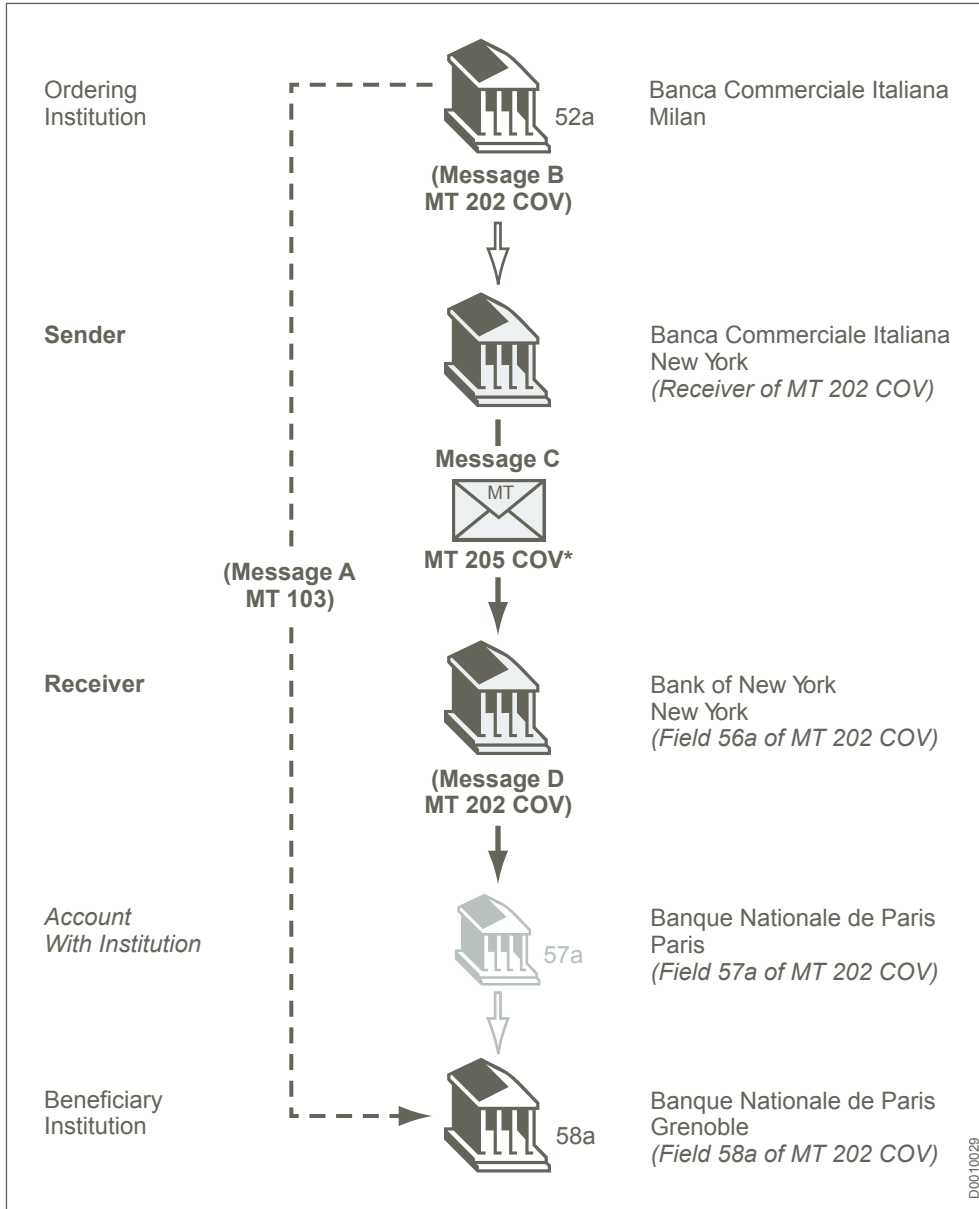 Ordering
Institution
52a
Banca Commerciale Italiana
Milan
(Message B
MT 202 COV)
Sender
Banca Commerciale Italiana
New York
(Receiver of MT 202 COV)
Message C
MT
MT 205 COV*
(Message A
MT 103)
Receiver
Bank of New York
New York
(Field 56a of MT 202 COV)
(Message D
MT 202 COV)
Account
With Institution
57a
Banque Nationale de Paris
Paris
(Field 57a of MT 202 COV)
Beneficiary
Institution
58a
Banque Nationale de Paris
Grenoble
(Field 58a of MT 202 COV)
D0010029